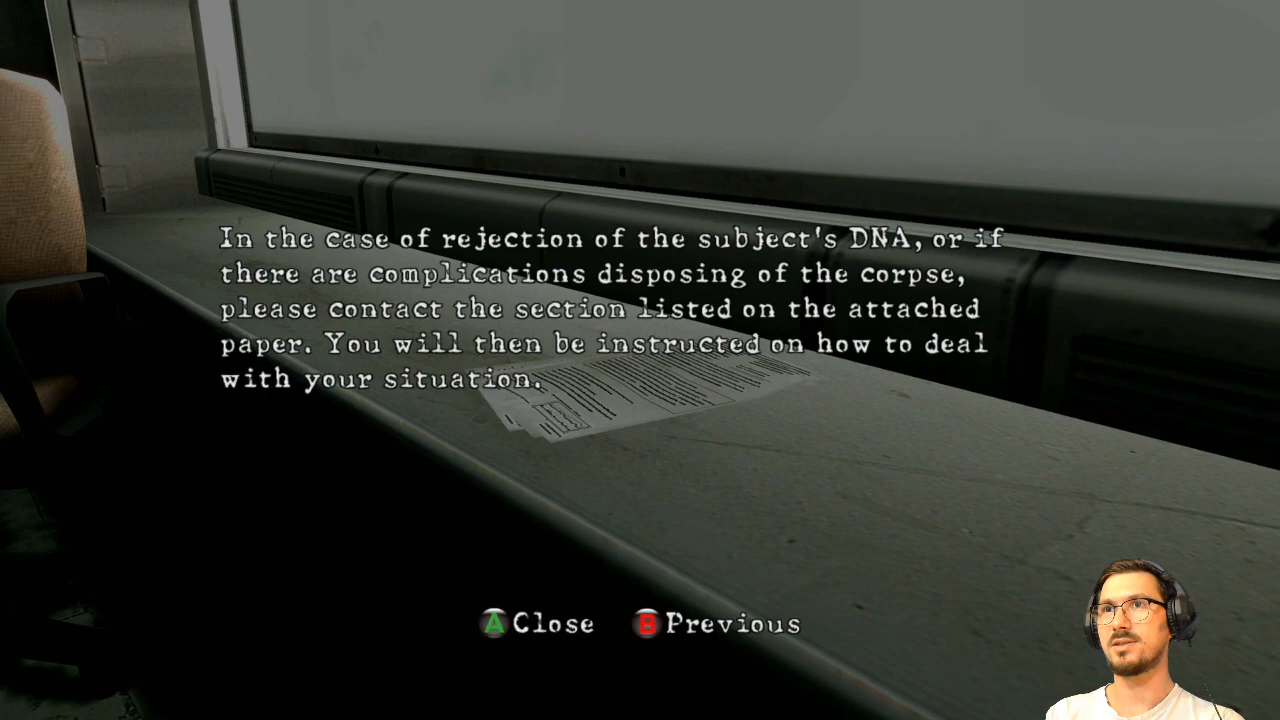 In the case of rejection of the subject's DNA, or if
there are complications disposing of the corpse,
please contact the section listed on the attached
paper. You will then be instructed on how to deal
with your situation.
A Close B Previous